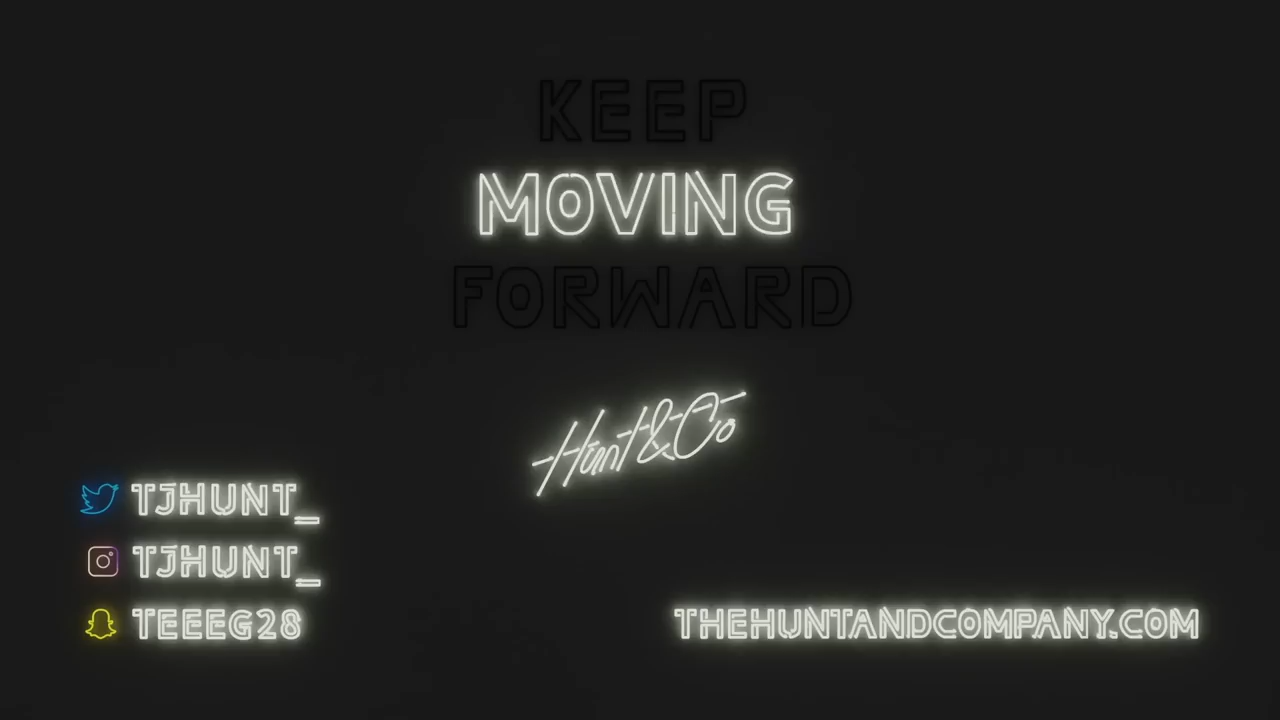 KEEP
MOVING
FORWARD
Hunt&Co
TJHUNT_
TJHUNT_
TEEEG28
THEHUNTANDCOMPANY.COM